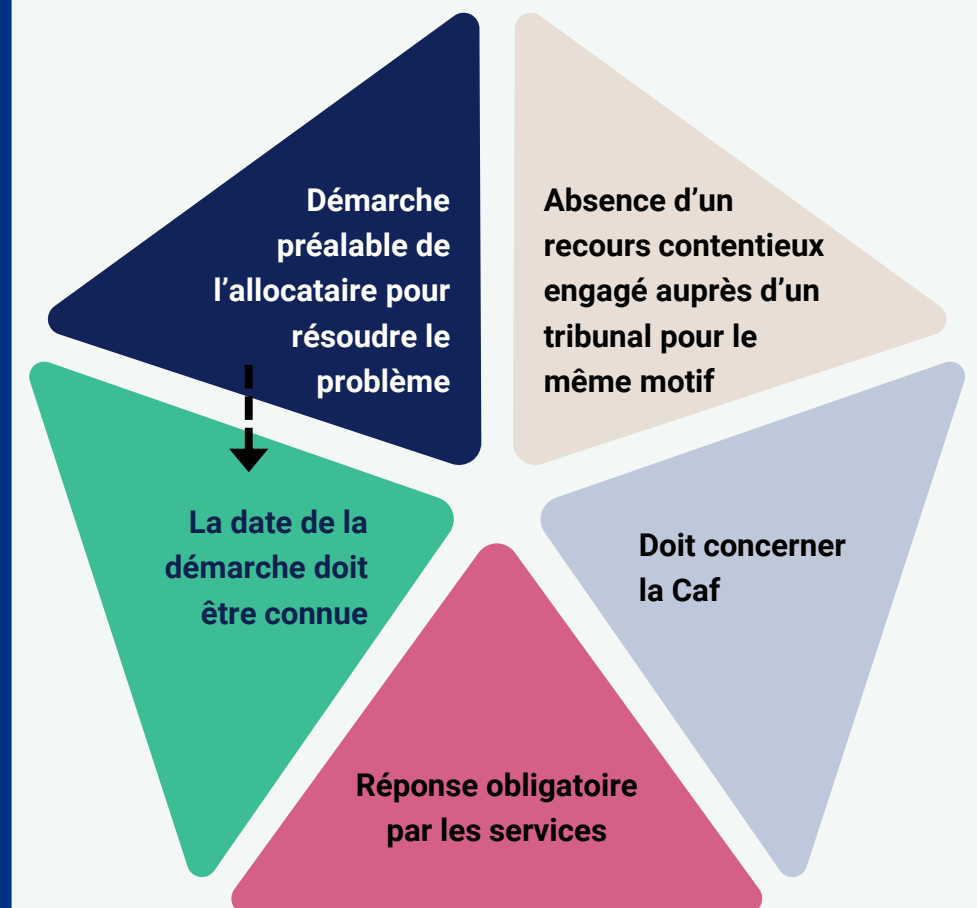 Démarche
préalable de
l’allocataire pour
résoudre le
problème
Absence d’un
recours contentieux
engagé auprès d’un
tribunal pour le
même motif
La date de la
démarche doit
être connue
Doit concerner
la Caf
Réponse obligatoire
par les services